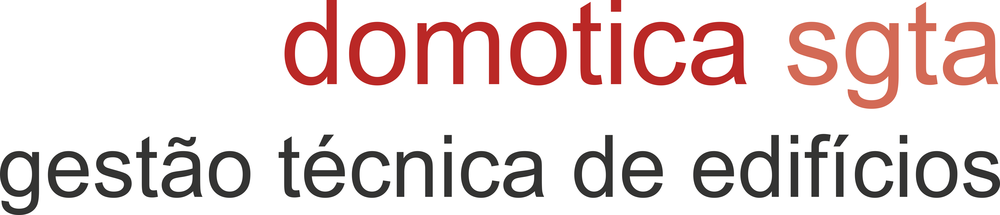 domotica sgta
gestão técnica de edifícios